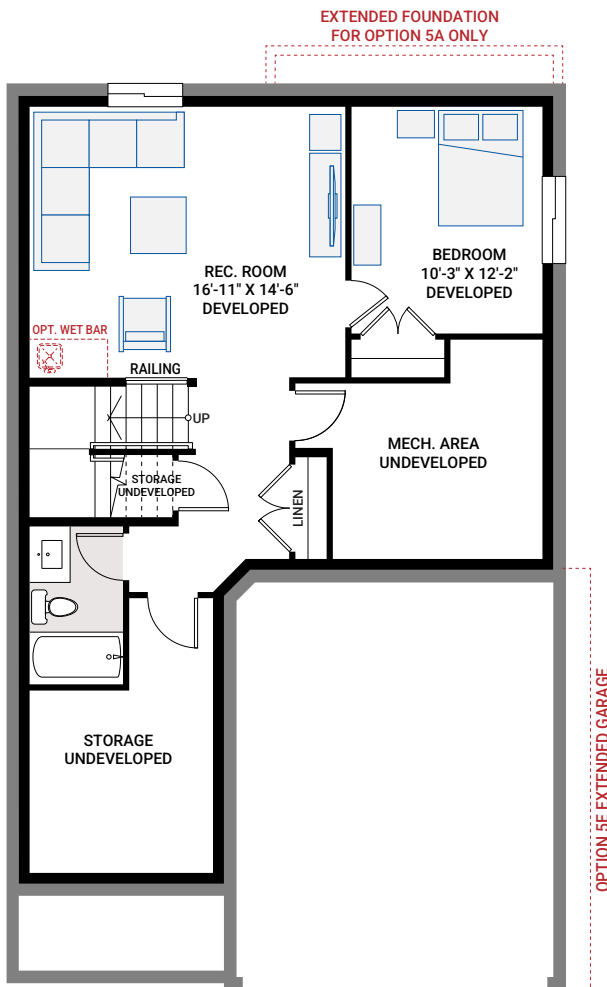 EXTENDED FOUNDATION
FOR OPTION 5A ONLY
REC. ROOM
16'-11" X 14'-6"
DEVELOPED
BEDROOM
10'-3" X 12'-2"
DEVELOPED
OPT. WET BAR
RAILING
UP
MECH. AREA
UNDEVELOPED
STORAGE
UNDEVELOPED
LINEN
STORAGE
UNDEVELOPED
OPTION 5E EXTENDED GARAGE